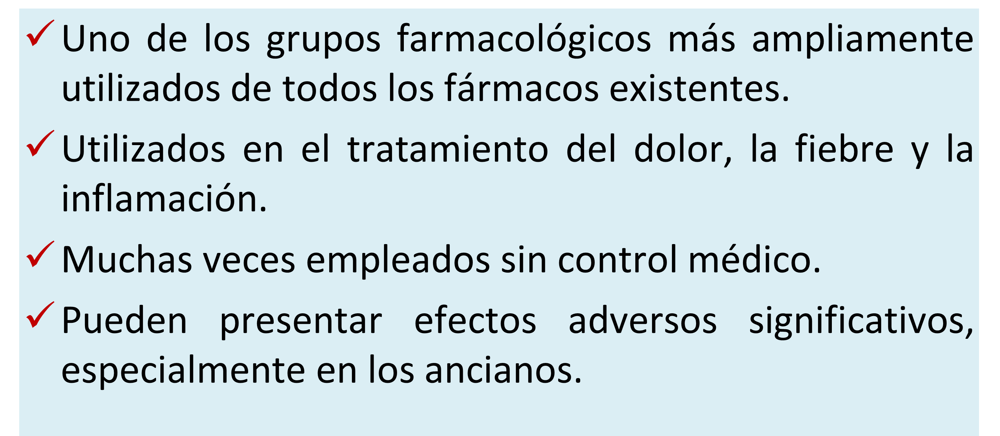 ✓ Uno de los grupos farmacológicos más ampliamente
utilizados de todos los fármacos existentes.
✓ Utilizados en el tratamiento del dolor, la fiebre y la
inflamación.
✓ Muchas veces empleados sin control médico.
✓ Pueden presentar efectos adversos significativos,
especialmente en los ancianos.